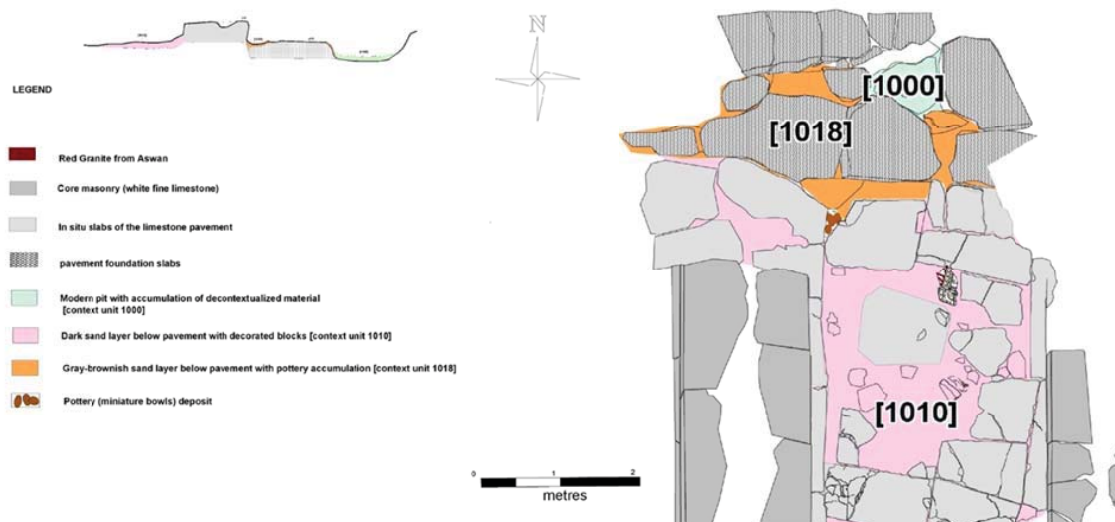 N
LEGEND
Red Granite from Aswan
Core masonry (white fine limestone)
In situ slabs of the limestone pavement
pavement foundation slabs
Modern pit with accumulation of decontextualized material
[context unit 1000]
Dark sand layer below pavement with decorated blocks [context unit 1010]
Gray-brownish sand layer below pavement with pottery accumulation [context unit 1018]
Pottery (miniature bowls) deposit
0 1 2
metres
[1000]
[1018]
[1010]